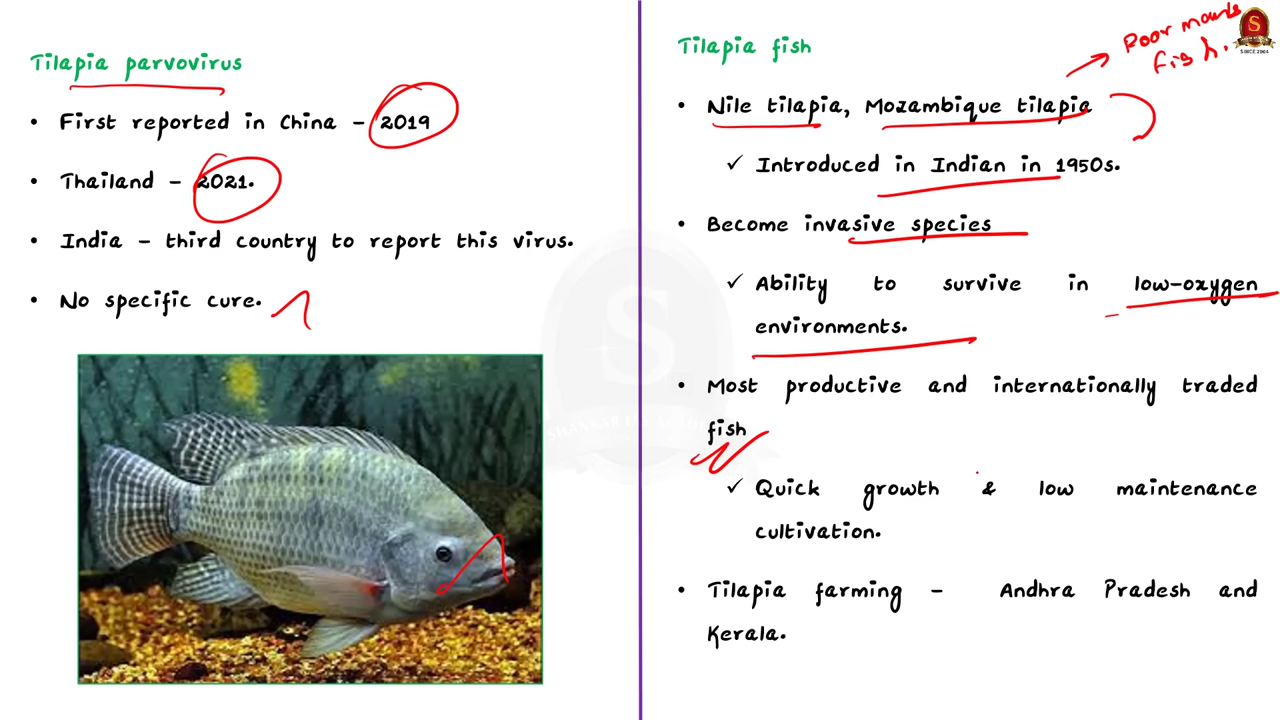 Tilapia parvovirus
• First reported in China – 2019
• Thailand – 2021.
• India – third country to report this virus.
• No specific cure.
Tilapia fish
Poor man's
fish.
S
SINCE 2004
• Nile tilapia, Mozambique tilapia
✓ Introduced in Indian in 1950s.
• Become invasive species
✓ Ability to survive in low-oxygen
environments.
• Most productive and internationally traded
fish
✓ Quick growth & low maintenance
cultivation.
• Tilapia farming – Andhra Pradesh and
Kerala.